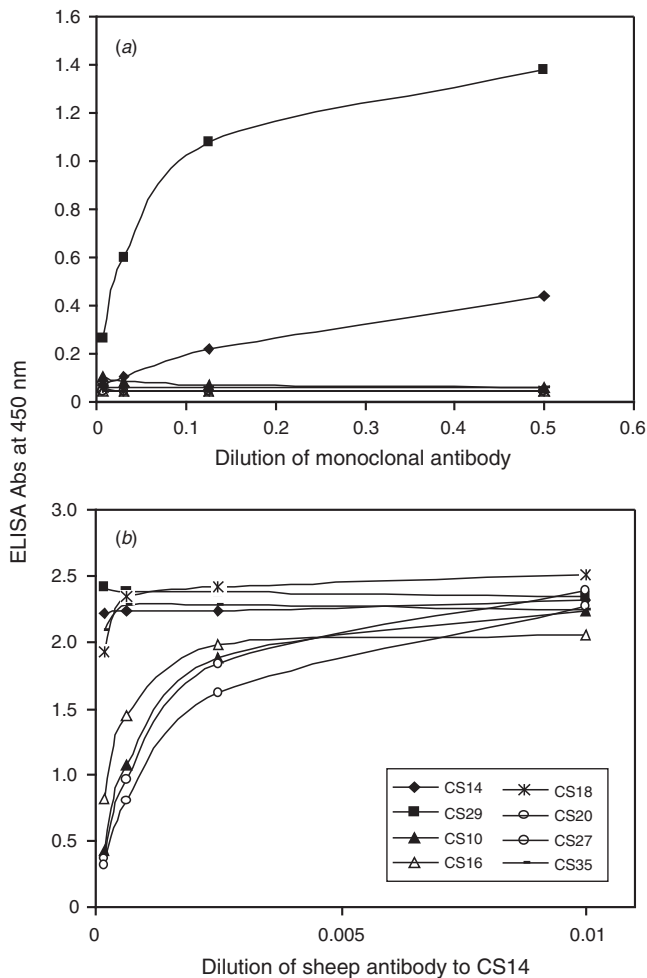 1.6
(a)
1.4
1.2
1.0
0.8
0.6
0.4
0.2
0
0 0.1 0.2 0.3 0.4 0.5 0.6
Dilution of monoclonal antibody
ELISA Abs at 450 nm
3.0
(b)
2.5
2.0
1.5
1.0
0.5
0
CS14 CS18
CS29 CS20
CS10 CS27
CS16 CS35
0 0.005 0.01
Dilution of sheep antibody to CS14